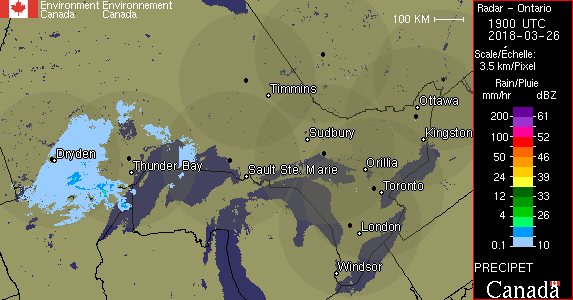 Environment Environnement
Canada Canada
100 KM
Timmins
Ottawa
Sudbury
Kingston
Dryden
Thunder Bay
Sault Ste. Marie
Orillia
Toronto
London
Windsor
Radar - Ontario
1900 UTC
2018-03-26
Scale/Échelle:
3.5 km/Pixel
Rain/Pluie
mm/hr dBZ
200 61
100 52
50 46
24 39
12 33
4 26
0.1 10
PRECIPET
Canada